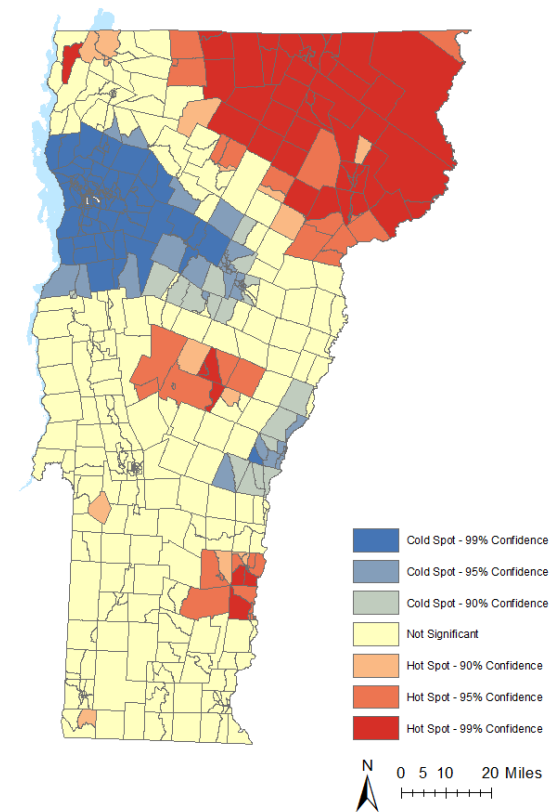 Cold Spot - 99% Confidence
Cold Spot - 95% Confidence
Cold Spot - 90% Confidence
Not Significant
Hot Spot - 90% Confidence
Hot Spot - 95% Confidence
Hot Spot - 99% Confidence
N
0 5 10 20 Miles